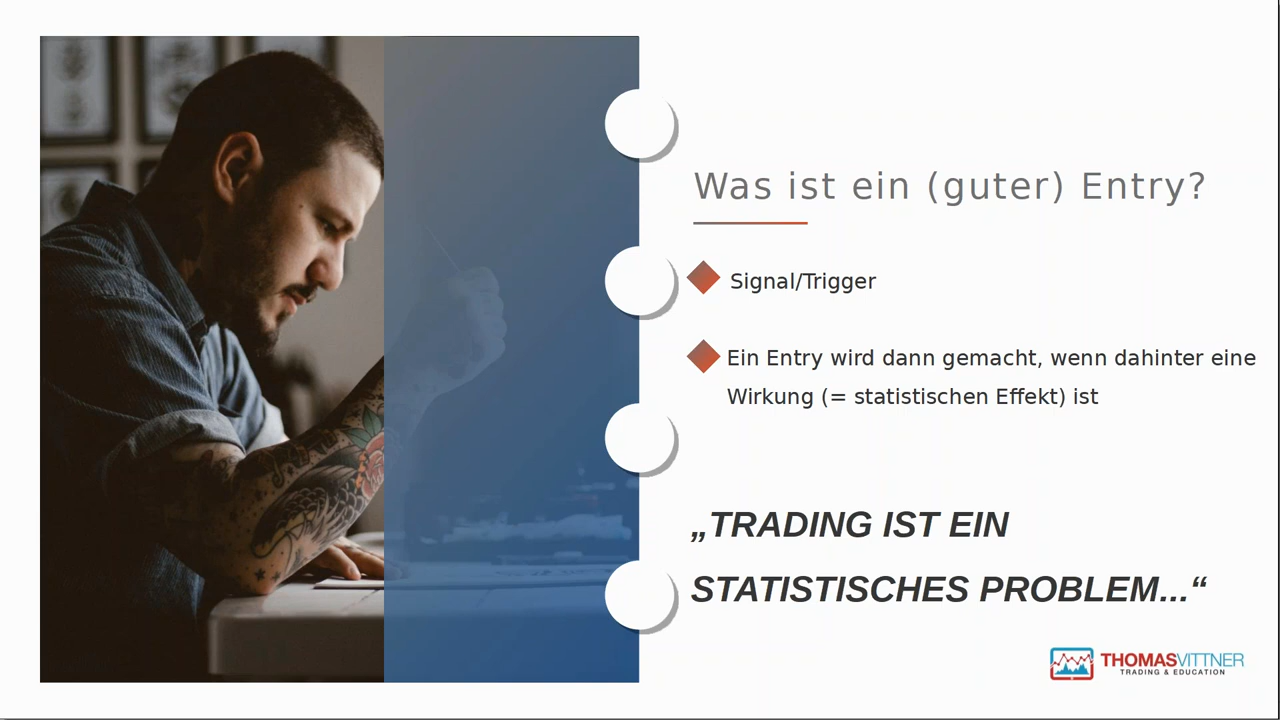 Was ist ein (guter) Entry?
Signal/Trigger
Ein Entry wird dann gemacht, wenn dahinter eine
Wirkung (= statistischen Effekt) ist
„TRADING IST EIN
STATISTISCHES PROBLEM...“
THOMASVITTNER
TRADING & EDUCATION